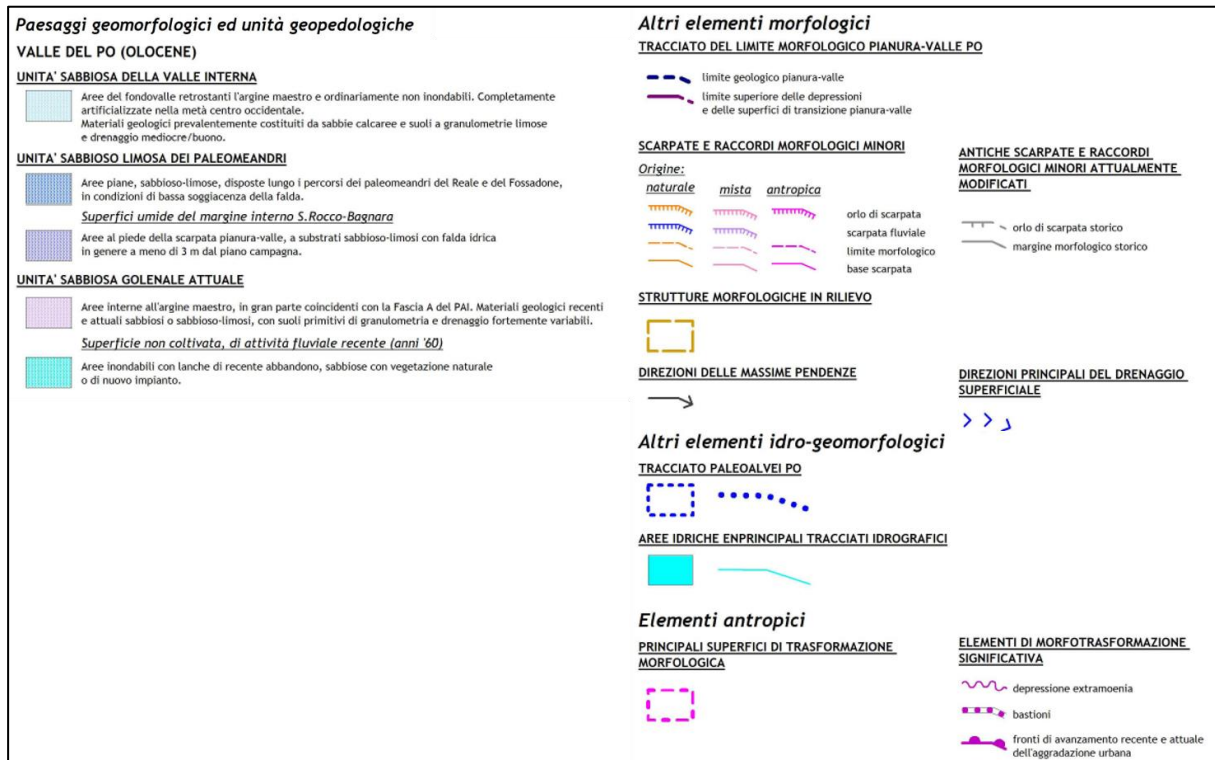 Paesaggi geomorfologici ed unità geopedologiche
VALLE DEL PO (OLOCENE)
UNITA' SABBIOSA DELLA VALLE INTERNA
Aree del fondovalle retrostanti l'argine maestro e ordinariamente non inondabili. Completamente
artificializzate nella metà centro occidentale.
Materiali geologici prevalentemente costituiti da sabbie calcaree e suoli a granulometrie limose
e drenaggio mediocre/buono.
UNITA' SABBIOSO LIMOSA DEI PALEOMEANDRI
Aree piane, sabbioso-limose, disposte lungo i percorsi dei paleomeandri del Reale e del Fossadone,
in condizioni di bassa soggiacenza della falda.
Superfici umide del margine interno S.Rocco-Bagnara
Aree al piede della scarpata pianura-valle, a substrati sabbioso-limosi con falda idrica
in genere a meno di 3 m dal piano campagna.
UNITA' SABBIOSA GOLENALE ATTUALE
Aree interne all'argine maestro, in gran parte coincidenti con la Fascia A del PAI. Materiali geologici recenti
e attuali sabbiosi o sabbioso-limosi, con suoli primitivi di granulometria e drenaggio fortemente variabili.
Superficie non coltivata, di attività fluviale recente (anni '60)
Aree inondabili con lanche di recente abbandono, sabbiose con vegetazione naturale
o di nuovo impianto.
Altri elementi morfologici
TRACCIATO DEL LIMITE MORFOLOGICO PIANURA-VALLE PO
limite geologico pianura-valle
limite superiore delle depressioni
e delle superfici di transizione pianura-valle
SCARPATE E RACCORDI MORFOLOGICI MINORI
Origine:
naturale mista antropica
orlo di scarpata
scarpata fluviale
limite morfologico
base scarpata
ANTICHE SCARPATE E RACCORDI
MORFOLOGICI MINORI ATTUALMENTE
MODIFICATI
orlo di scarpata storico
margine morfologico storico
STRUTTURE MORFOLOGICHE IN RILIEVO
DIREZIONI DELLE MASSIME PENDENZE
DIREZIONI PRINCIPALI DEL DRENAGGIO
SUPERFICIALE
Altri elementi idro-geomorfologici
TRACCIATO PALEOALVEI PO
AREE IDRICHE ENPRINCIPALI TRACCIATI IDROGRAFICI
Elementi antropici
PRINCIPALI SUPERFICI DI TRASFORMAZIONE
MORFOLOGICA
ELEMENTI DI MORFOTRASFORMAZIONE
SIGNIFICATIVA
depressione extramoenia
bastioni
fronti di avanzamento recente e attuale
dell'aggradazione urbana